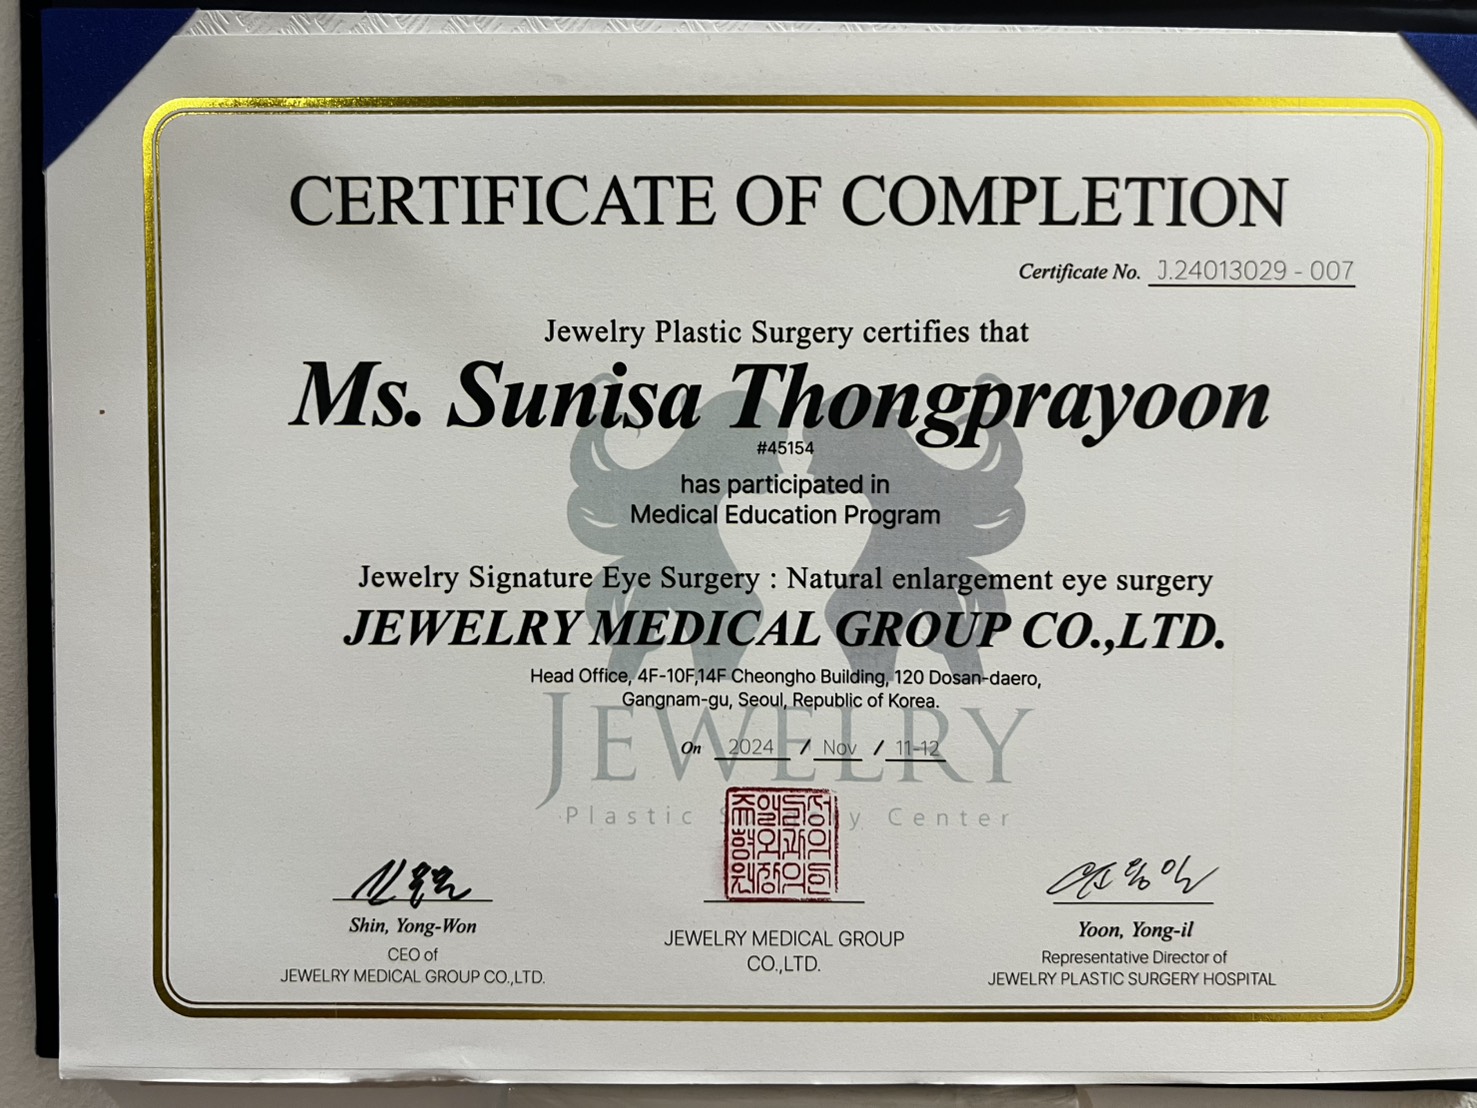 CERTIFICATE OF COMPLETION
Certificate No. J.24013029 - 007
Jewelry Plastic Surgery certifies that
Ms. Sunisa Thongprayoon
#45154
has participated in
Medical Education Program
Jewelry Signature Eye Surgery : Natural enlargement eye surgery
JEWELRY MEDICAL GROUP CO.,LTD.
Head Office, 4F-10F,14F Cheongho Building, 120 Dosan-daero,
Gangnam-gu, Seoul, Republic of Korea.
JEWELRY
On 2024 / Nov / 11-12
Plastic Center
Shin, Yong-Won
CEO of
JEWELRY MEDICAL GROUP CO.,LTD.
JEWELRY MEDICAL GROUP
CO.,LTD.
Yoon, Yong-il
Representative Director of
JEWELRY PLASTIC SURGERY HOSPITAL